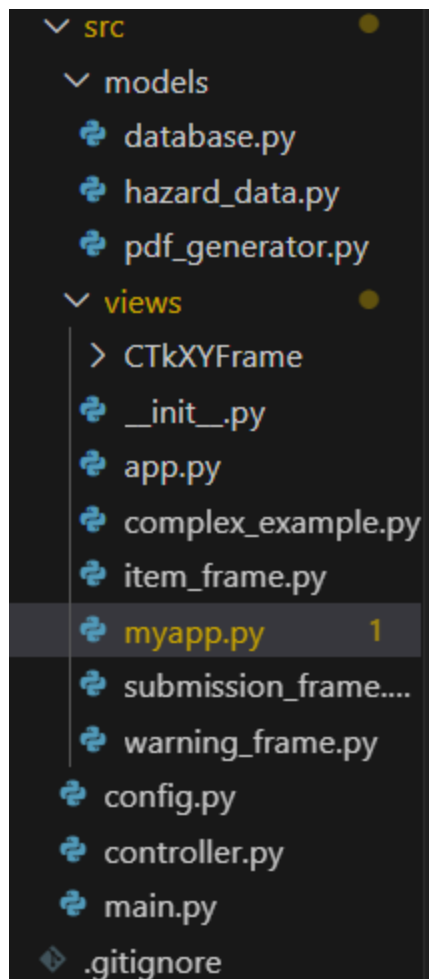 src
models
database.py
hazard_data.py
pdf_generator.py
views
CTkXYFrame
__init__.py
app.py
complex_example.py
item_frame.py
myapp.py 1
submission_frame....
warning_frame.py
config.py
controller.py
main.py
.gitignore